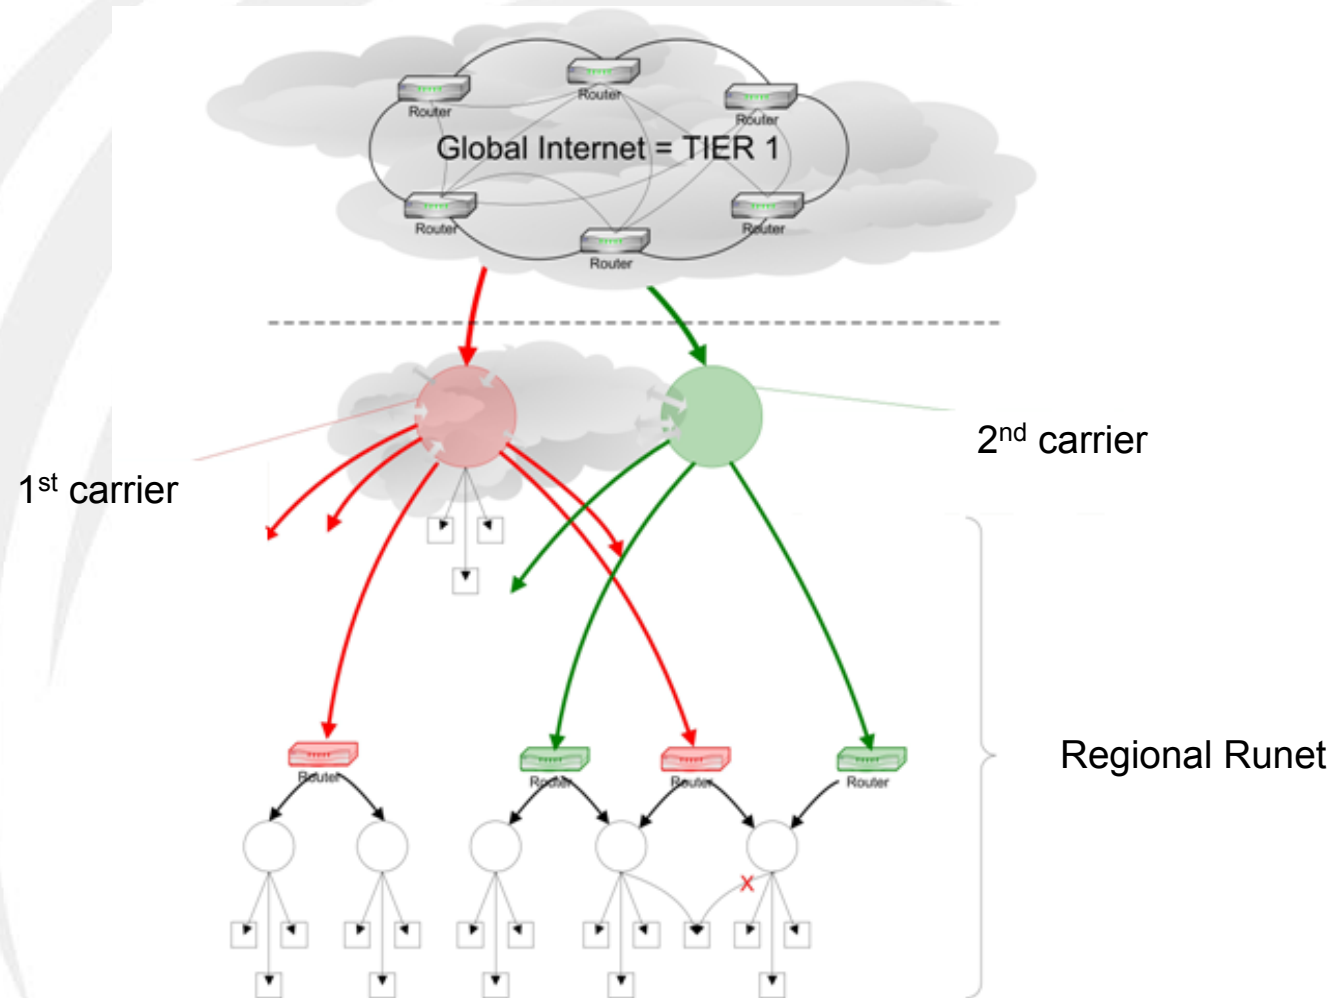 Router
Router
Router
Global Internet = TIER 1
Router
Router
Router
2nd carrier
1st carrier
Regional Runet
Router
Router
Router
Router
x